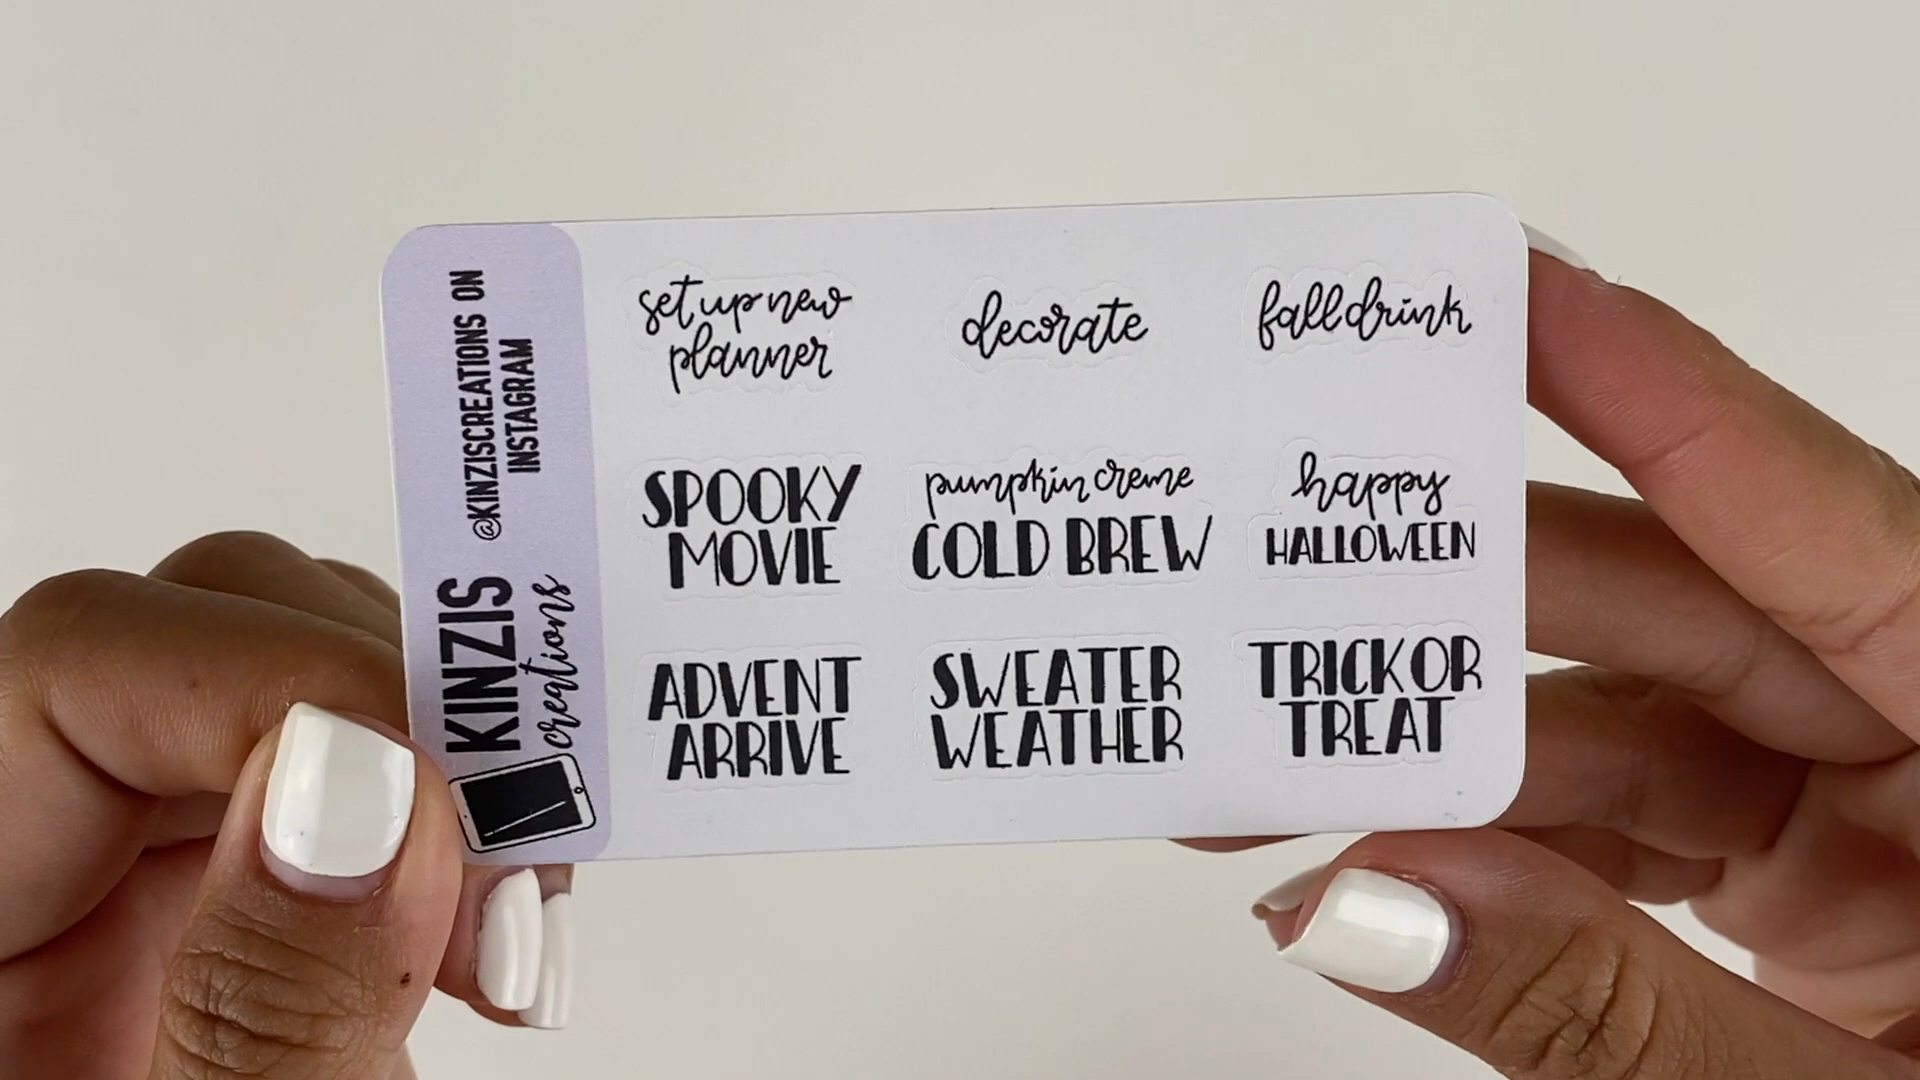 @KINZISCREATIONS ON
INSTAGRAM
KINZIS
creations
set up new
planner
decorate
fall drink
SPOOKY
MOVIE
pumpkin creme
COLD BREW
happy
HALLOWEEN
ADVENT
ARRIVE
SWEATER
WEATHER
TRICK OR
TREAT